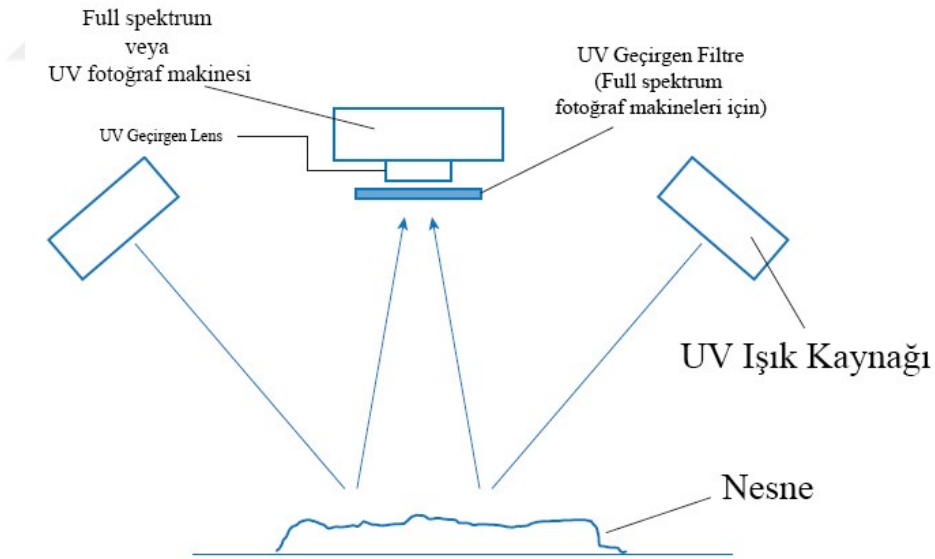 Full spektrum
veya
UV fotoğraf makinesi
UV Geçirgen Filtre
(Full spektrum
fotoğraf makineleri için)
UV Geçirgen Lens
UV Işık Kaynağı
Nesne